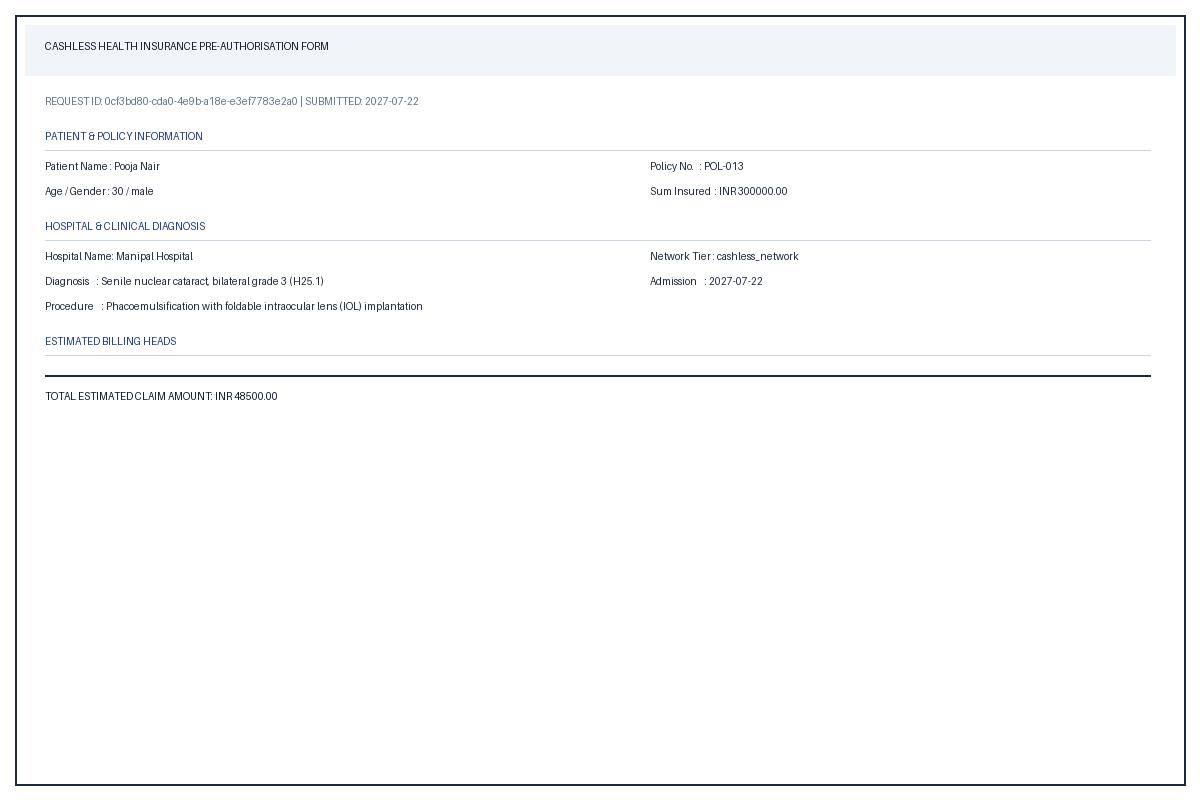 CASHLESS HEALTH INSURANCE PRE-AUTHORISATION FORM
REQUEST ID: 0cf3bd80-cda0-4e9b-a18e-e3ef7783e2a0 | SUBMITTED: 2027-07-22
PATIENT & POLICY INFORMATION
Patient Name : Pooja Nair
Policy No. : POL-013
Age / Gender : 30 / male
Sum Insured : INR 300000.00
HOSPITAL & CLINICAL DIAGNOSIS
Hospital Name: Manipal Hospital
Network Tier : cashless_network
Diagnosis : Senile nuclear cataract, bilateral grade 3 (H25.1)
Admission : 2027-07-22
Procedure : Phacoemulsification with foldable intraocular lens (IOL) implantation
ESTIMATED BILLING HEADS
TOTAL ESTIMATED CLAIM AMOUNT: INR 48500.00